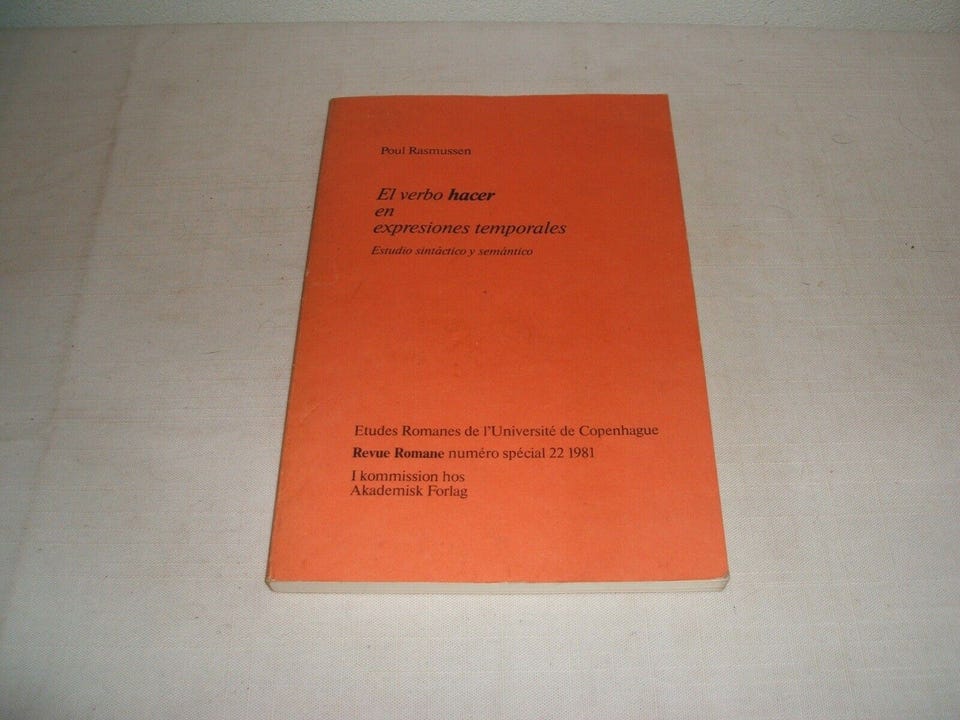 Poul Rasmussen
El verbo hacer
en
expresiones temporales
Estudio sintáctico y semántico
Etudes Romanes de l'Université de Copenhague
Revue Romane numéro spécial 22 1981
I kommission hos
Akademisk Forlag